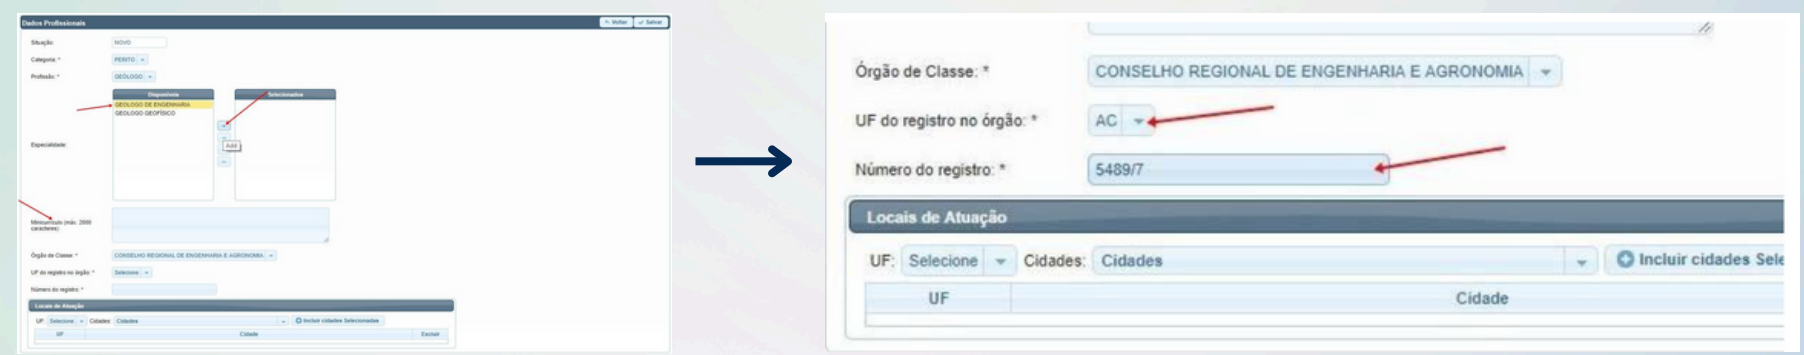 Dados Profissionais
Voltar
Salvar
Situação:
NOVO
Categoria: *
PERITO
Profissão: *
GEÓLOGO
Disponíveis
Selecionados
GEOLOGO DE ENGENHARIA
GEOLOGO GEOFÍSICO
Especialidade:
Add
Minicurrículo (máx. 2000
caracteres):
Órgão de Classe: *
CONSELHO REGIONAL DE ENGENHARIA E AGRONOMIA
UF do registro no órgão: *
Selecione
Número do registro: *
Locais de Atuação
UF: Selecione Cidades: Cidades Incluir cidades Selecionadas
UF Cidade Excluir
Órgão de Classe: *
CONSELHO REGIONAL DE ENGENHARIA E AGRONOMIA
UF do registro no órgão: *
AC
Número do registro: *
5489/7
Locais de Atuação
UF: Selecione Cidades: Cidades Incluir cidades Sele
UF Cidade